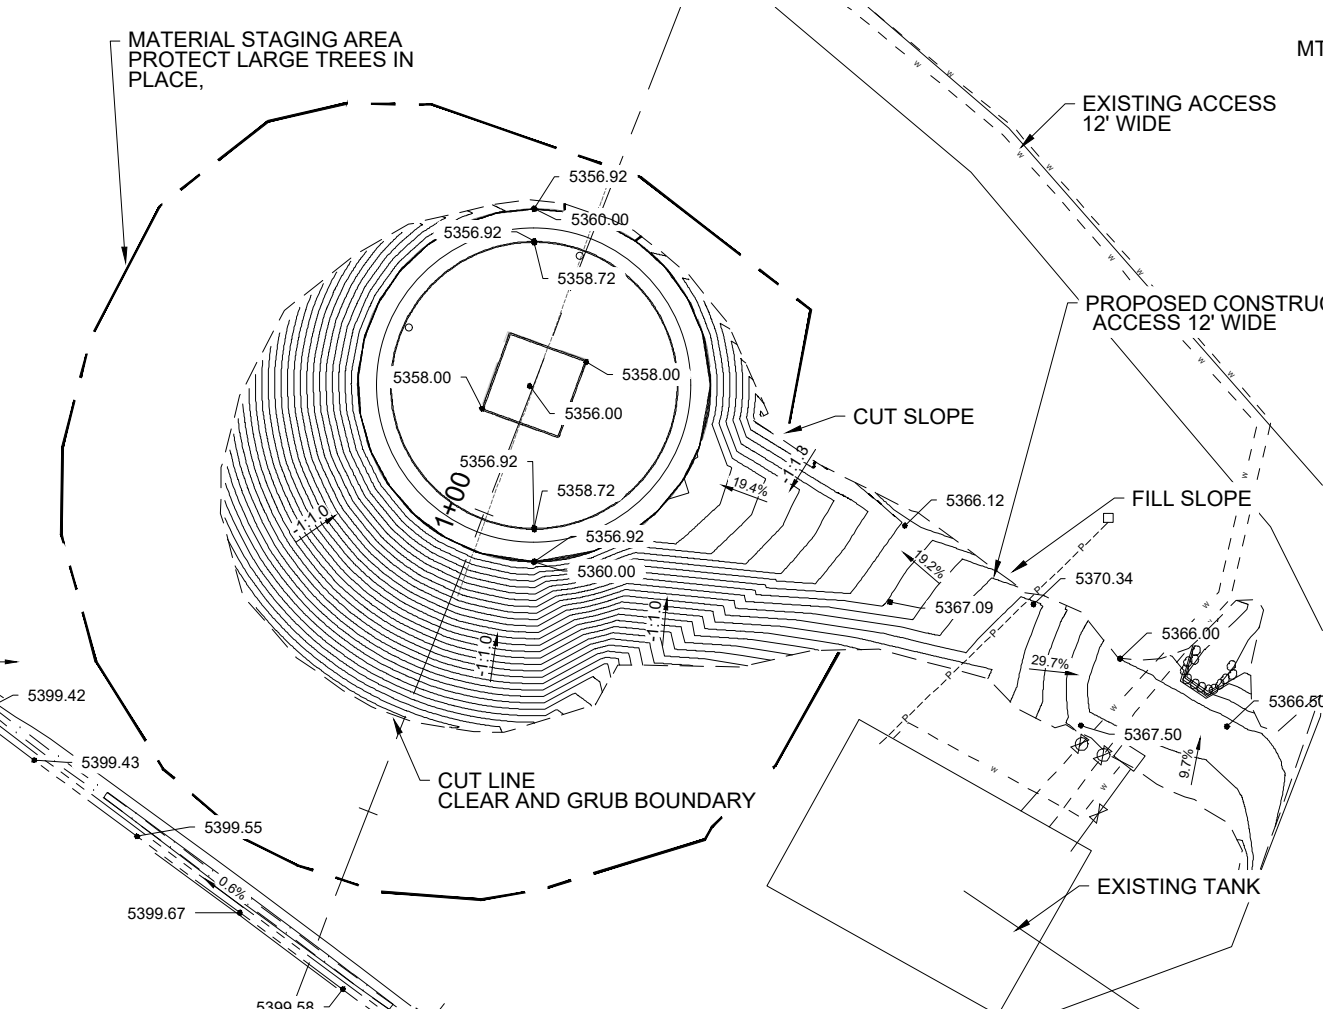 MATERIAL STAGING AREA
PROTECT LARGE TREES IN
PLACE,
MT
EXISTING ACCESS
12' WIDE
5356.92
5360.00
5356.92
5358.72
PROPOSED CONSTRUC
ACCESS 12' WIDE
5358.00
5358.00
5356.00
CUT SLOPE
5356.92
-1:1.8
19.4%
5358.72
1+00
5366.12
FILL SLOPE
-1:1.0
5356.92
5360.00
19.2%
5370.34
5367.09
-1:1.0
-1:1.0
5366.00
29.7%
5399.42
5366.50
5367.50
5399.43
9.7%
CUT LINE
CLEAR AND GRUB BOUNDARY
5399.55
0.6%
5399.67
EXISTING TANK
5399.58
W
W
W
W
W
W
W
W
W
W
W
W
W
P
P
P
P
P